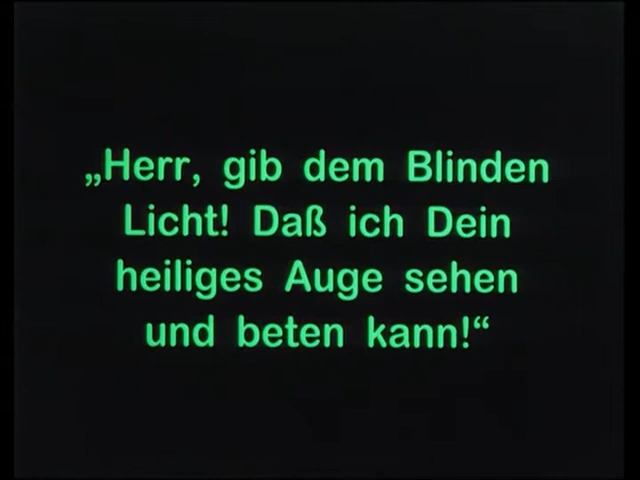 „Herr, gib dem Blinden
Licht! Daß ich Dein
heiliges Auge sehen
und beten kann!“